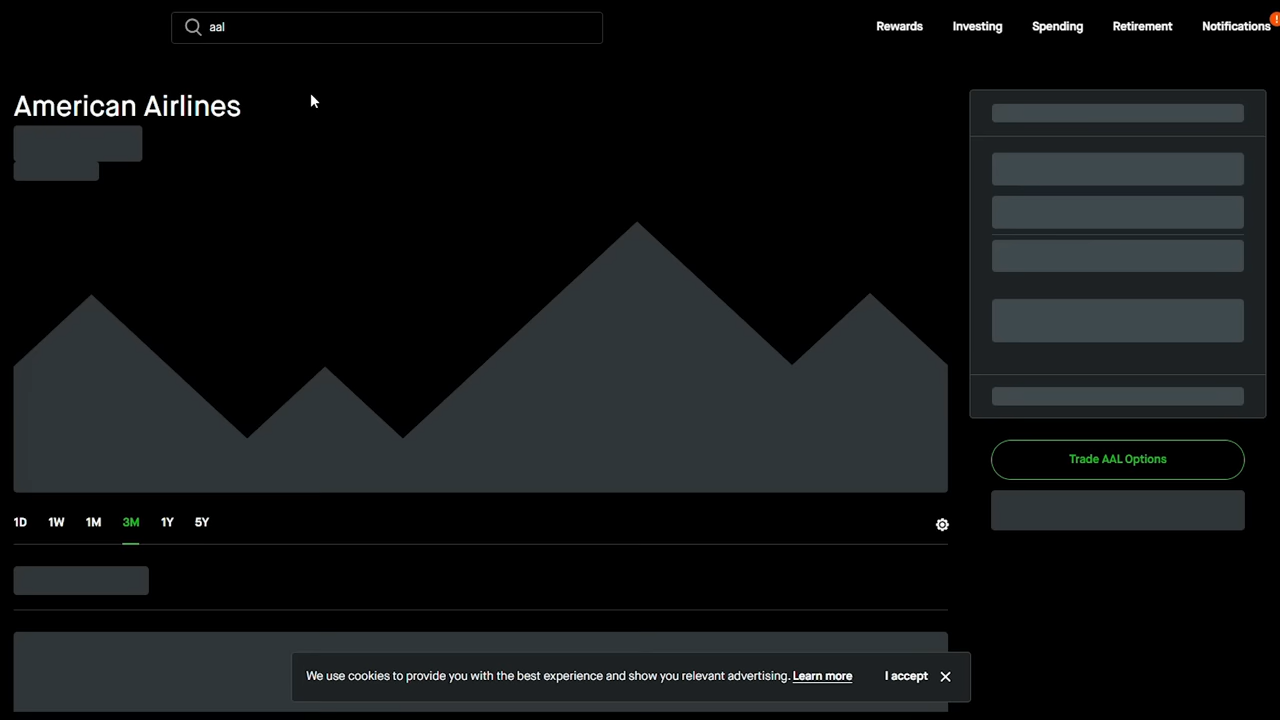 aal
Rewards
Investing
Spending
Retirement
Notifications
!
American Airlines
1D
1W
1M
3M
1Y
5Y
Trade AAL Options
We use cookies to provide you with the best experience and show you relevant advertising. Learn more
I accept